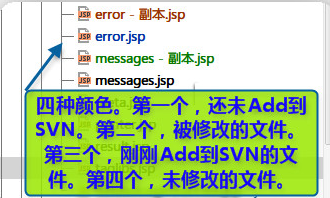 error - 副本.jsp
error.jsp
messages - 副本.jsp
messages.jsp
四种颜色。第一个，还未Add到
SVN。第二个，被修改的文件。
第三个，刚刚Add到SVN的文
件。第四个，未修改的文件。